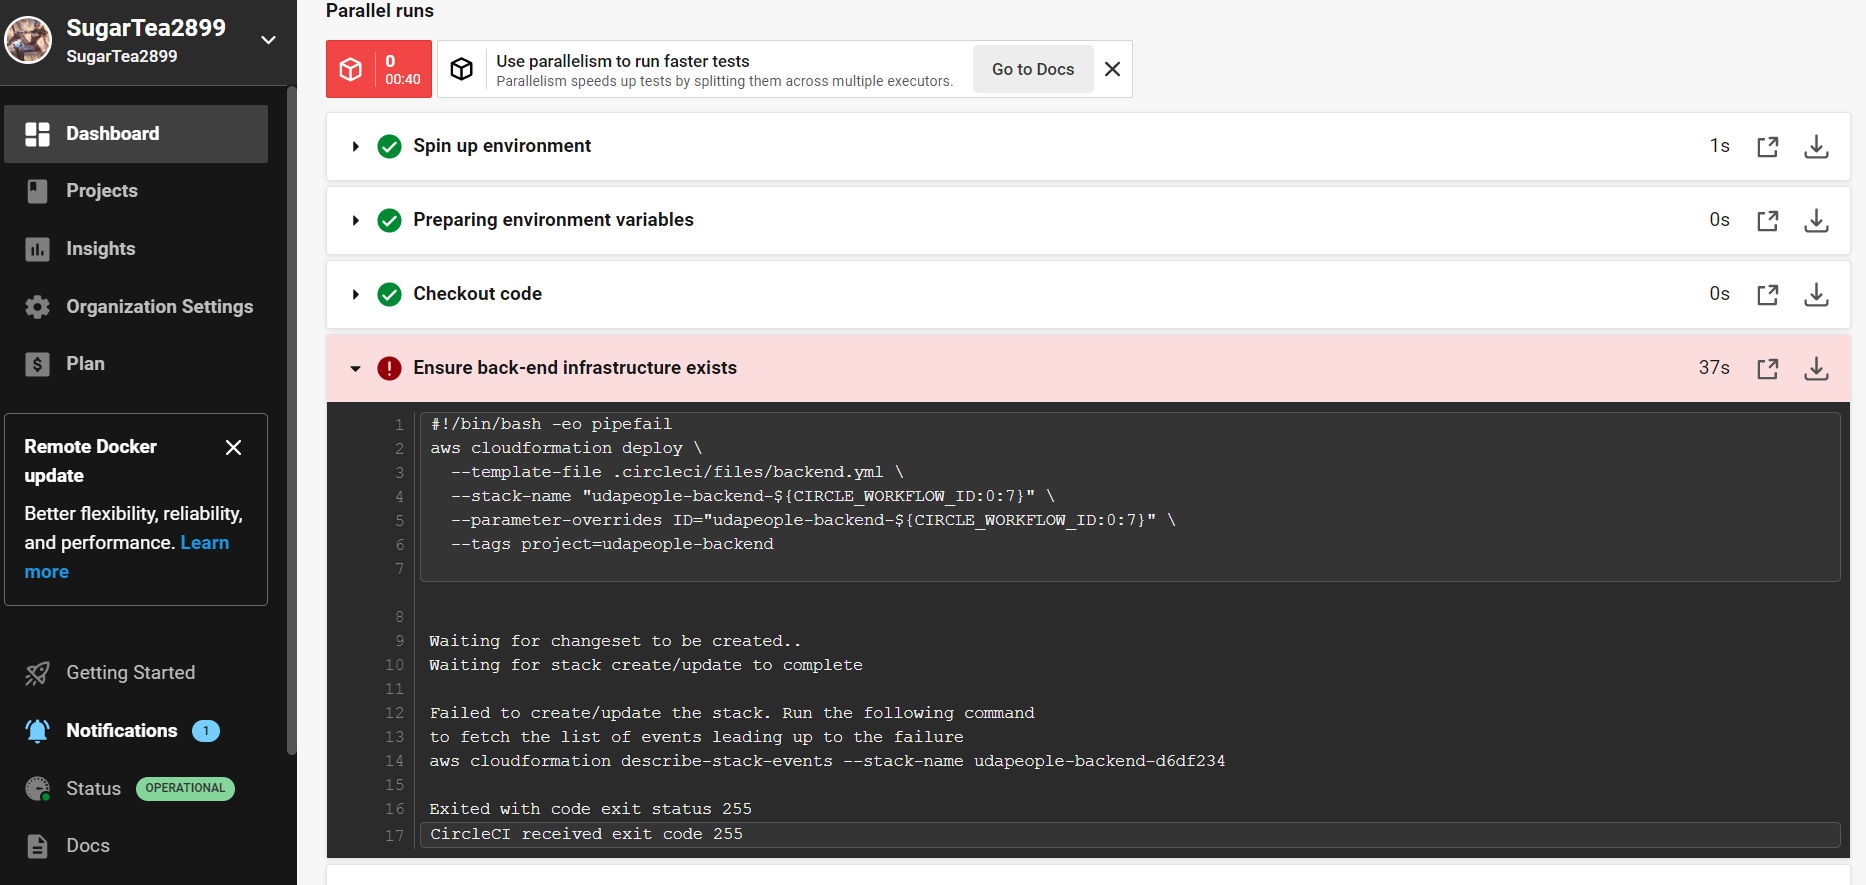 SugarTea2899
SugarTea2899
Dashboard
Projects
Insights
Organization Settings
Plan
Remote Docker
update
Better flexibility, reliability,
and performance. Learn
more
Getting Started
Notifications 1
Status OPERATIONAL
Docs
Parallel runs
0
00:40
Use parallelism to run faster tests
Parallelism speeds up tests by splitting them across multiple executors.
Go to Docs
Spin up environment 1s
Preparing environment variables 0s
Checkout code 0s
Ensure back-end infrastructure exists 37s
1 #!/bin/bash -eo pipefail
2 aws cloudformation deploy \
3 --template-file .circleci/files/backend.yml \
4 --stack-name "udapeople-backend-${CIRCLE_WORKFLOW_ID:0:7}" \
5 --parameter-overrides ID="udapeople-backend-${CIRCLE_WORKFLOW_ID:0:7}" \
6 --tags project=udapeople-backend
7
8
9 Waiting for changeset to be created..
10 Waiting for stack create/update to complete
11
12 Failed to create/update the stack. Run the following command
13 to fetch the list of events leading up to the failure
14 aws cloudformation describe-stack-events --stack-name udapeople-backend-d6df234
15
16 Exited with code exit status 255
17 CircleCI received exit code 255